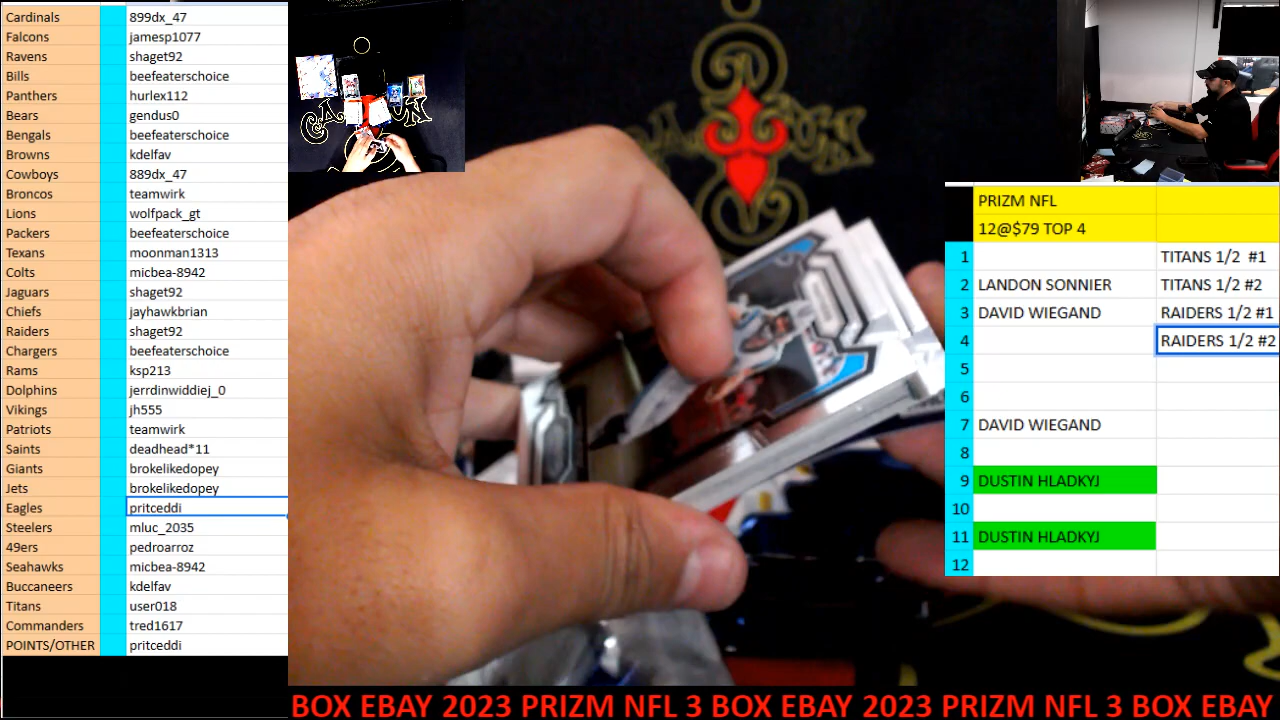 Cardinals 899dx_47
Falcons jamesp1077
Ravens shaget92
Bills beefeaterschoice
Panthers hurlex112
Bears gendus0
Bengals beefeaterschoice
Browns kdelfav
Cowboys 889dx_47
Broncos teamwirk
Lions wolfpack_gt
Packers beefeaterschoice
Texans moonman1313
Colts micbea-8942
Jaguars shaget92
Chiefs jayhawkbrian
Raiders shaget92
Chargers beefeaterschoice
Rams ksp213
Dolphins jerrdinwiddiej_0
Vikings jh555
Patriots teamwirk
Saints deadhead*11
Giants brokelikedopey
Jets brokelikedopey
Eagles pritceddi
Steelers mluc_2035
49ers pedroarroz
Seahawks micbea-8942
Buccaneers kdelfav
Titans user018
Commanders tred1617
POINTS/OTHER pritceddi
PRIZM NFL
12@$79 TOP 4
1 TITANS 1/2 #1
2 LANDON SONNIER TITANS 1/2 #2
3 DAVID WIEGAND RAIDERS 1/2 #1
4 RAIDERS 1/2 #2
5
6
7 DAVID WIEGAND
8
9 DUSTIN HLADKYJ
10
11 DUSTIN HLADKYJ
12
BOX EBAY 2023 PRIZM NFL 3 BOX EBAY 2023 PRIZM NFL 3 BOX EBAY